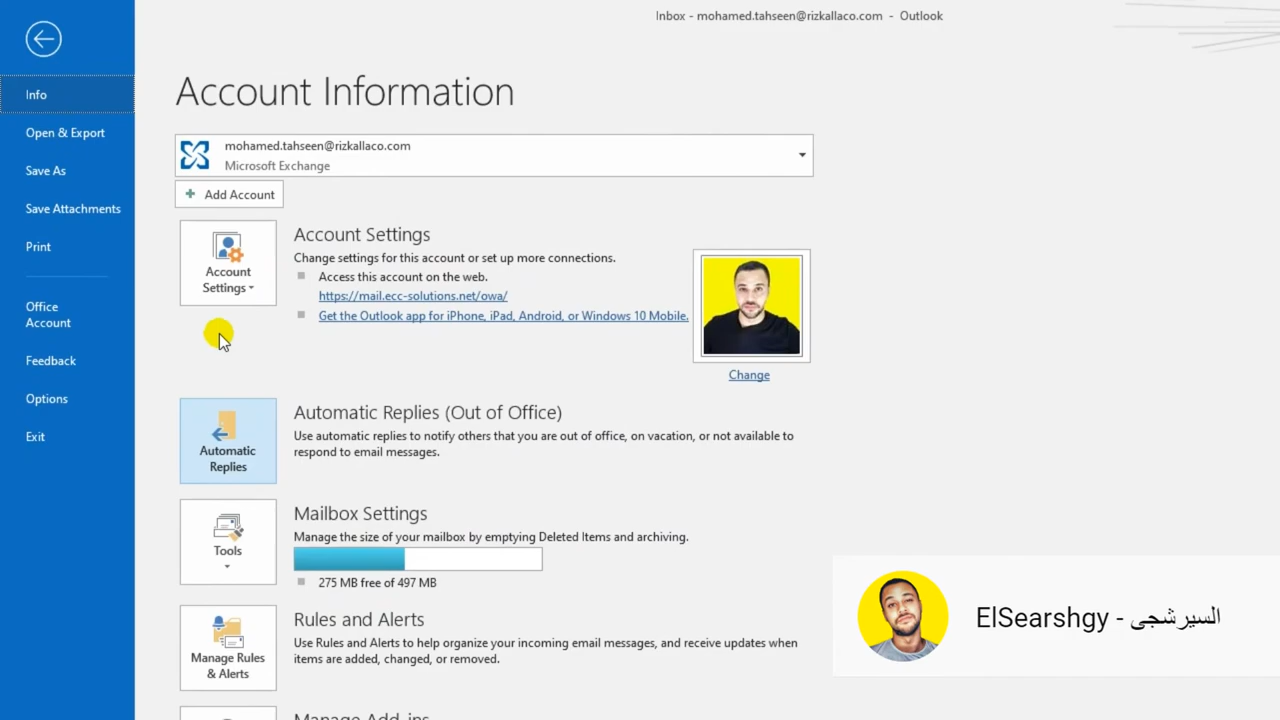 Inbox - mohamed.tahseen@rizkallaco.com - Outlook
Info
Open & Export
Save As
Save Attachments
Print
Office
Account
Feedback
Options
Exit
Account Information
mohamed.tahseen@rizkallaco.com
Microsoft Exchange
Add Account
Account
Settings
Account Settings
Change settings for this account or set up more connections.
Access this account on the web.
https://mail.ecc-solutions.net/owa/
Get the Outlook app for iPhone, iPad, Android, or Windows 10 Mobile.
Change
Automatic
Replies
Automatic Replies (Out of Office)
Use automatic replies to notify others that you are out of office, on vacation, or not available to
respond to email messages.
Tools
Mailbox Settings
Manage the size of your mailbox by emptying Deleted Items and archiving.
275 MB free of 497 MB
Manage Rules
& Alerts
Rules and Alerts
Use Rules and Alerts to help organize your incoming email messages, and receive updates when
items are added, changed, or removed.
Manage Add-ins
ElSearshgy - السيرشجى